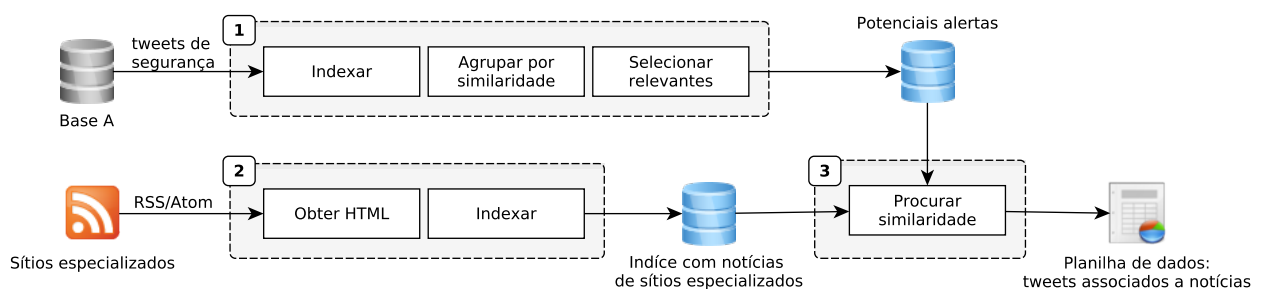 1
tweets de
segurança
Indexar
Agrupar por
similaridade
Selecionar
relevantes
Potenciais alertas
Base A
2
RSS/Atom
Obter HTML
Indexar
Sítios especializados
Indíce com notícias
de sítios especializados
3
Procurar
similaridade
Planilha de dados:
tweets associados a notícias